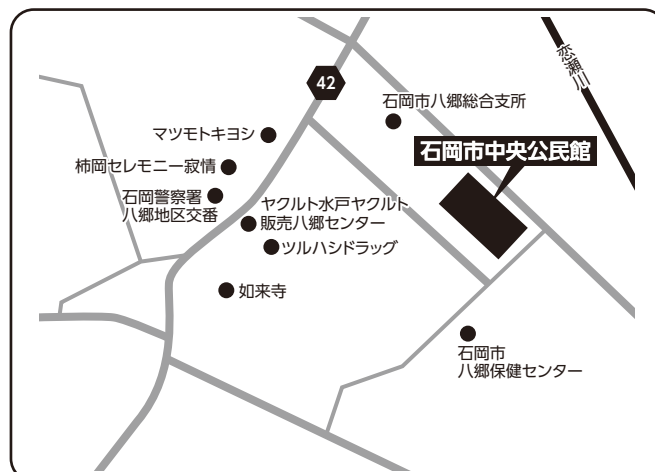 恋瀬川
42
石岡市八郷総合支所
マツモトキヨシ
石岡市中央公民館
柿岡セレモニー寂情
石岡警察署
八郷地区交番
ヤクルト水戸ヤクルト
販売八郷センター
ツルハシドラッグ
如来寺
石岡市
八郷保健センター